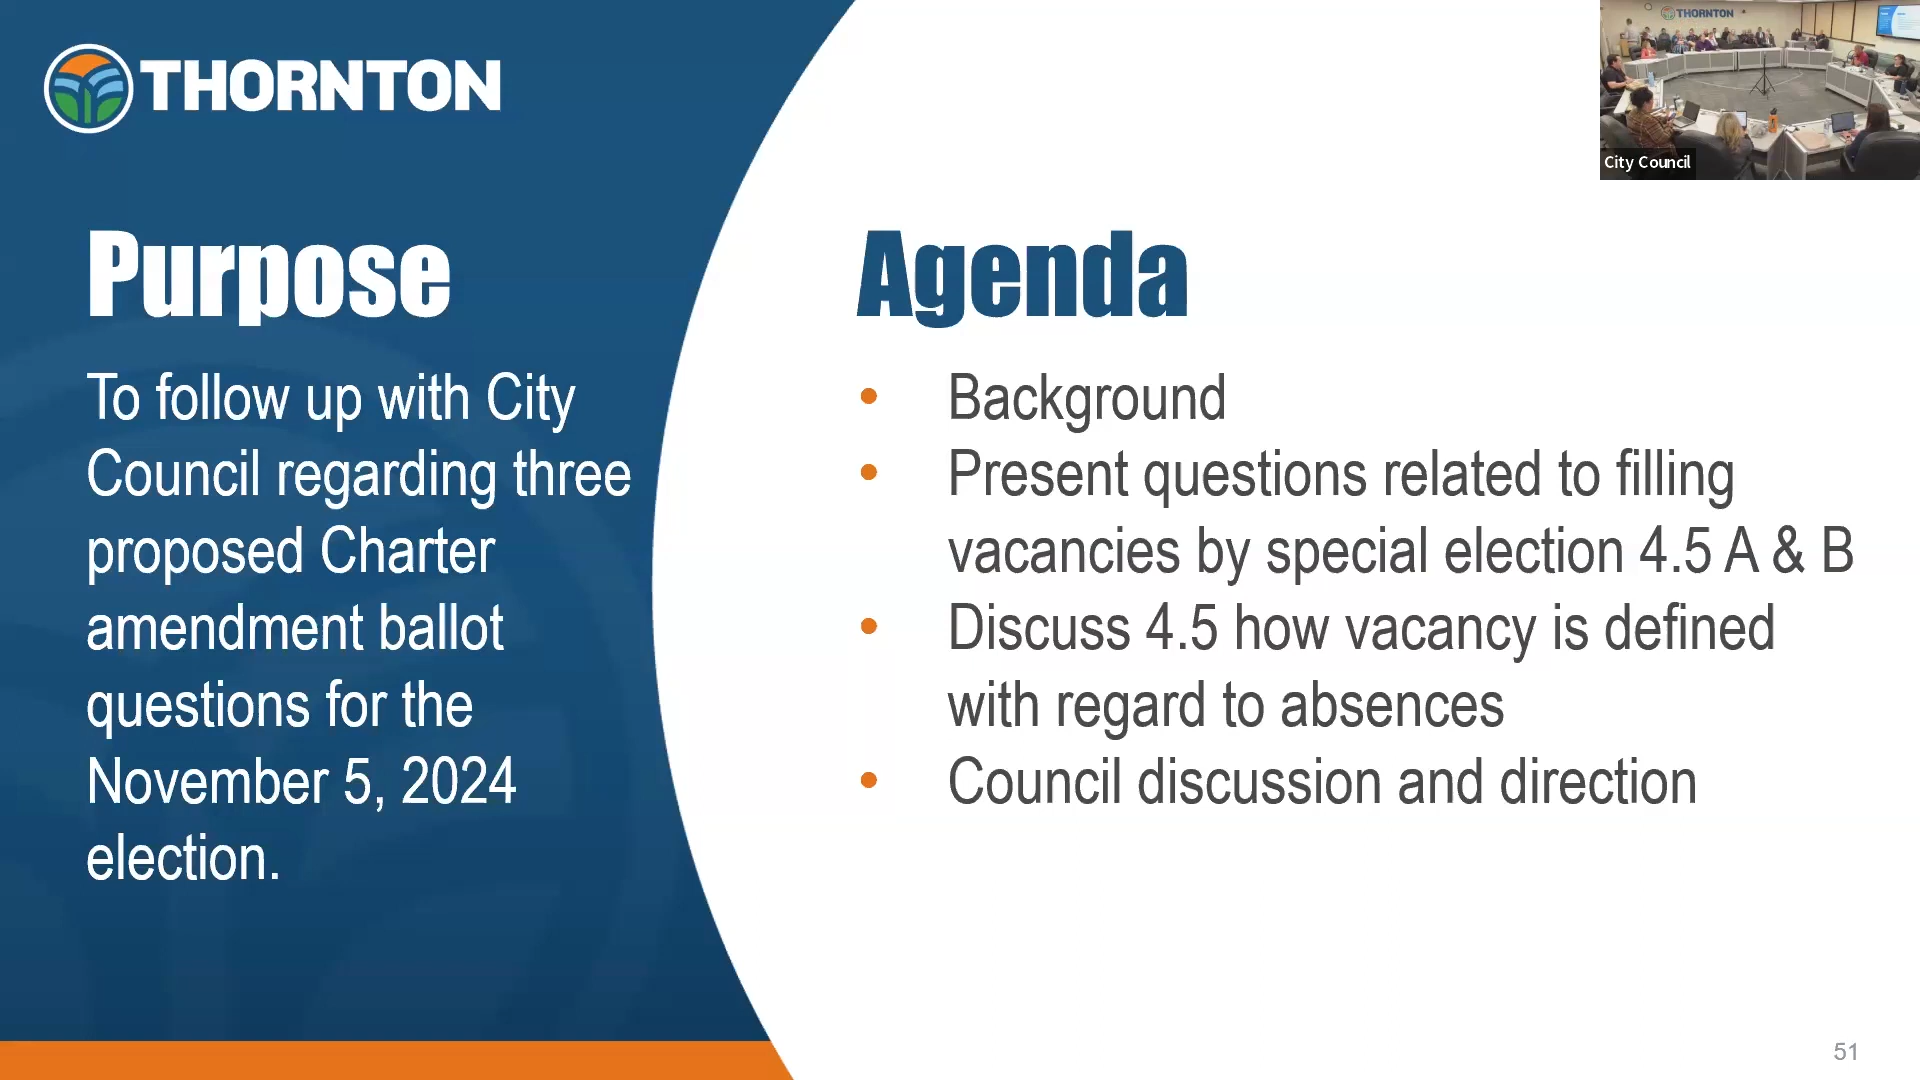 THORNTON
Purpose
To follow up with City
Council regarding three
proposed Charter
amendment ballot
questions for the
November 5, 2024
election.
Agenda
• Background
• Present questions related to filling
vacancies by special election 4.5 A & B
• Discuss 4.5 how vacancy is defined
with regard to absences
• Council discussion and direction
THORNTON
City Council
51